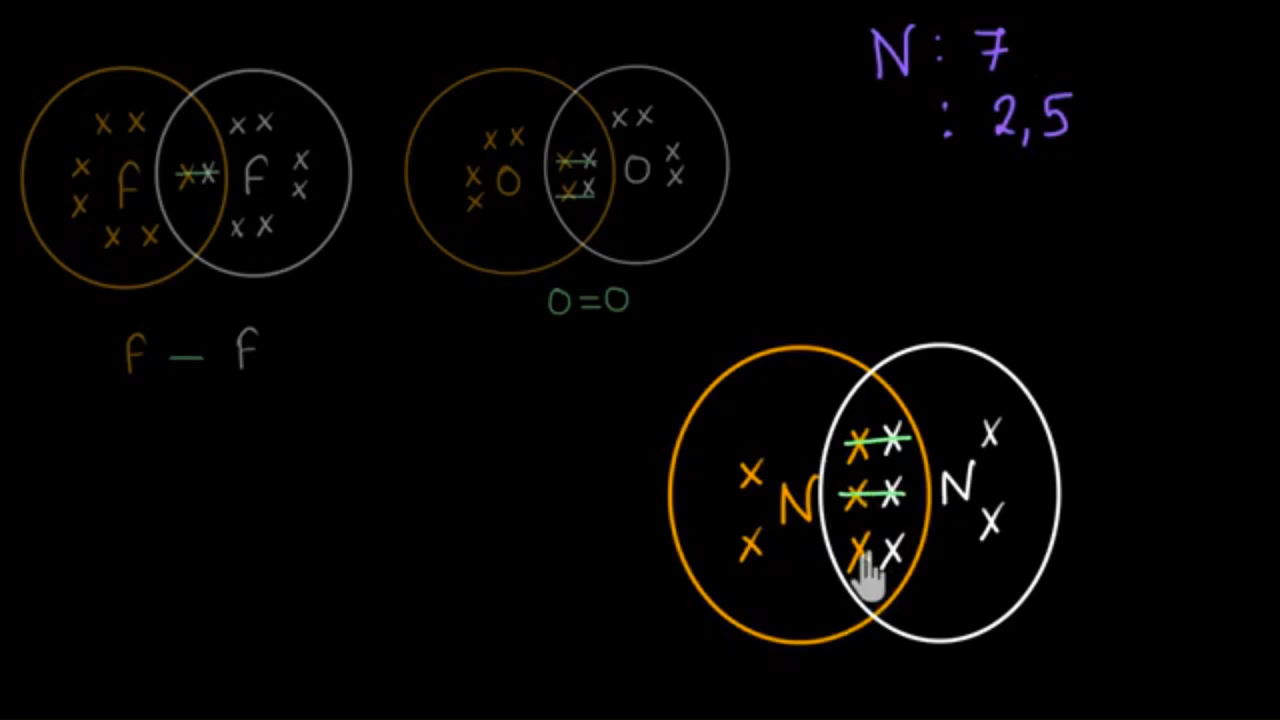 N : 7
: 2,5
F F
O O
O=O
F — F
N N